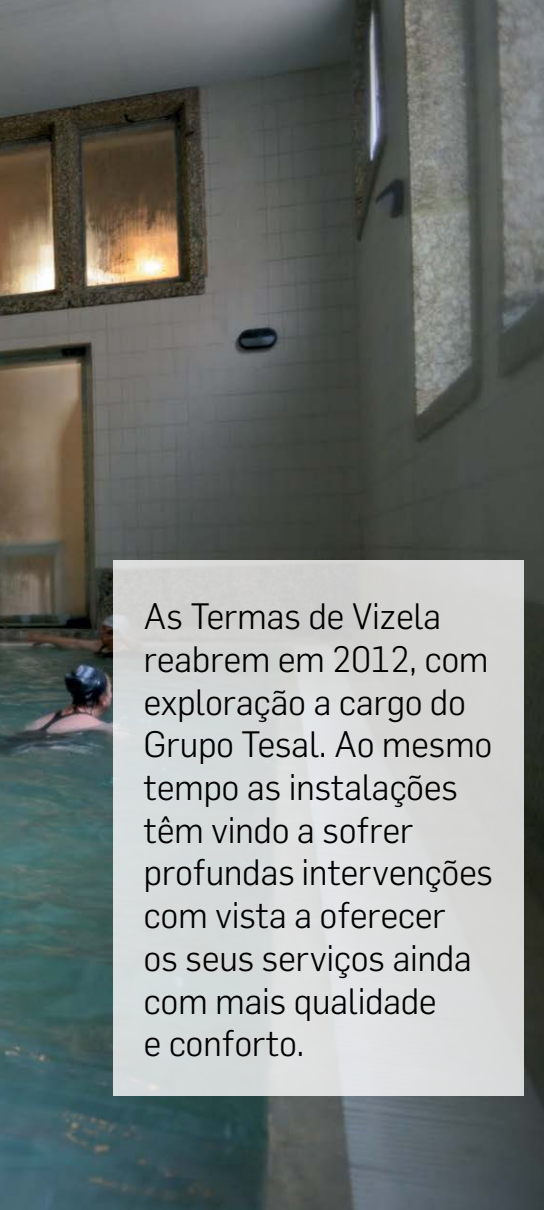 As Termas de Vizela
reabrem em 2012, com
exploração a cargo do
Grupo Tesal. Ao mesmo
tempo as instalações
têm vindo a sofrer
profundas intervenções
com vista a oferecer
os seus serviços ainda
com mais qualidade
e conforto.